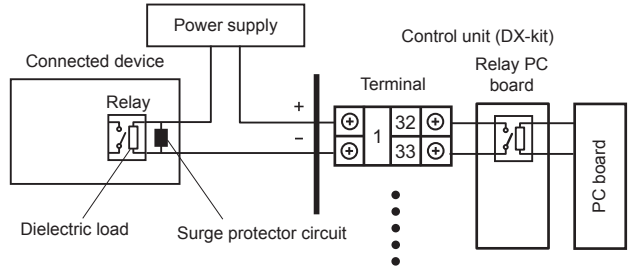 Power supply
Control unit (DX-kit)
Connected device
Relay PC
board
Terminal
Relay
+
−
1
32
33
PC board
Dielectric load
Surge protector circuit